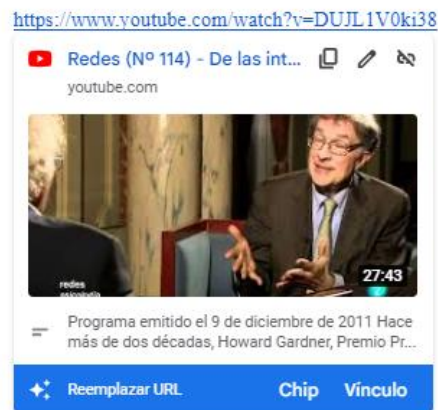 https://www.youtube.com/watch?v=DUJL1V0ki38
Redes (Nº 114) - De las int...
youtube.com
27:43
redes
psicología
Programa emitido el 9 de diciembre de 2011 Hace
más de dos décadas, Howard Gardner, Premio Pr...
Reemplazar URL Chip Vínculo